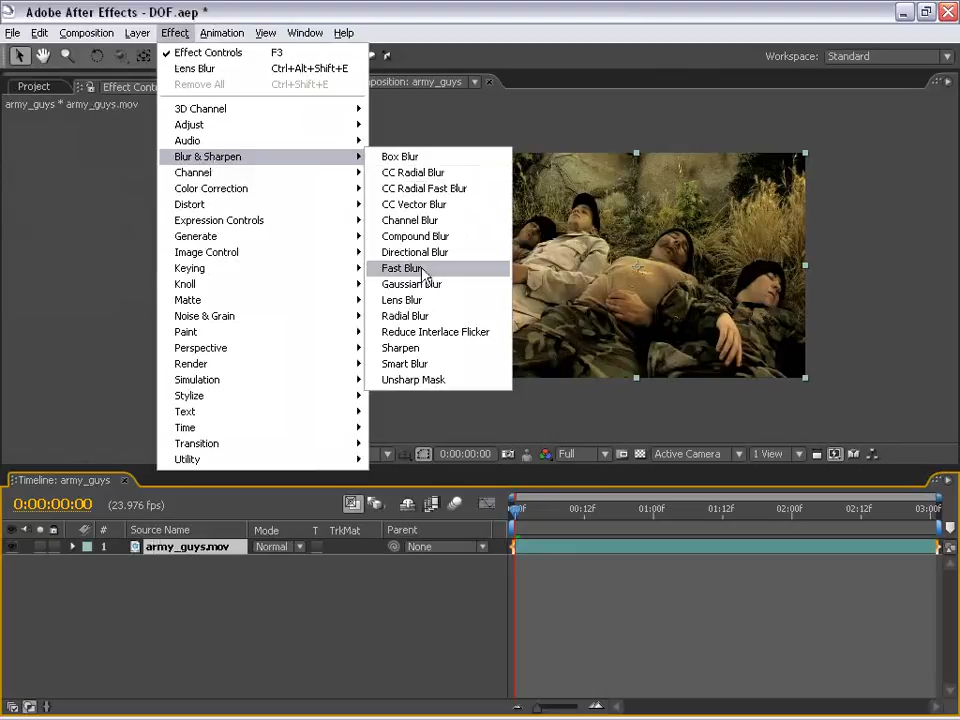 Adobe After Effects - DOF.aep *
File Edit Composition Layer Effect Animation View Window Help
Workspace: Standard
Project
Effect Conti
position: army_guys
army_guys * army_guys.mov
Effect Controls F3
Lens Blur Ctrl+Alt+Shift+E
Remove All Ctrl+Shift+E
3D Channel
Adjust
Audio
Blur & Sharpen
Channel
Color Correction
Distort
Expression Controls
Generate
Image Control
Keying
Knoll
Matte
Noise & Grain
Paint
Perspective
Render
Simulation
Stylize
Text
Time
Transition
Utility
Box Blur
CC Radial Blur
CC Radial Fast Blur
CC Vector Blur
Channel Blur
Compound Blur
Directional Blur
Fast Blur
Gaussian Blur
Lens Blur
Radial Blur
Reduce Interlace Flicker
Sharpen
Smart Blur
Unsharp Mask
0:00:00:00 Full Active Camera 1 View
Timeline: army_guys
0:00:00:00 (23.976 fps)
00:12F 01:00F 01:12F 02:00F 02:12F 03:00F
# Source Name Mode T TrkMat Parent
1 army_guys.mov Normal None